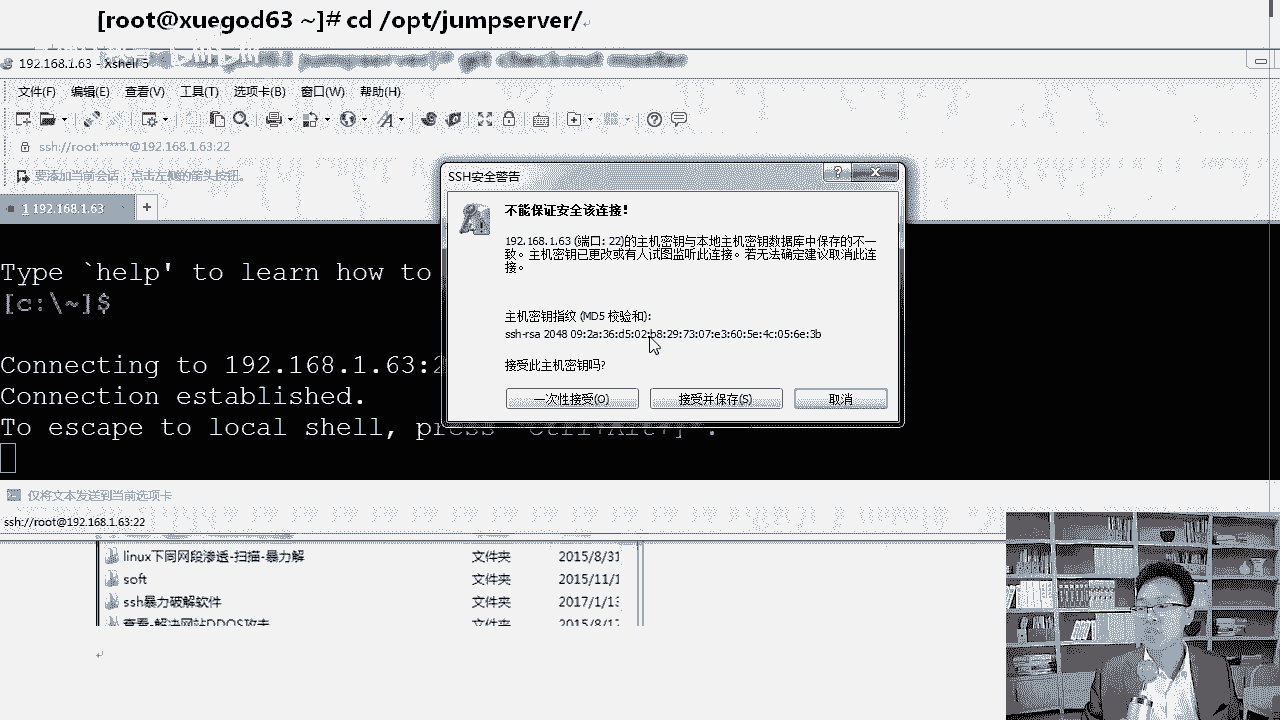 [root@xuegod63 ~]# cd /opt/jumpserver/
192.168.1.63 - Xshell 5
文件(F) 编辑(E) 查看(V) 工具(T) 选项卡(B) 窗口(W) 帮助(H)
ssh://root:******@192.168.1.63:22
要添加当前会话，点击左侧的箭头按钮。
1 192.168.1.63
SSH安全警告
不能保证安全该连接！
192.168.1.63 (端口: 22)的主机密钥与本地主机密钥数据库中保存的不一
致。主机密钥已更改或有人试图监听此连接。若无法确定建议取消此连
接。
主机密钥指纹 (MD5 校验和):
ssh-rsa 2048 09:2a:36:d5:02:b8:29:73:07:e3:60:5e:4c:05:6e:3b
接受此主机密钥吗?
一次性接受(O) 接受并保存(S) 取消
Type `help' to learn how to
[c:\~]$
Connecting to 192.168.1.63:2
Connection established.
To escape to local shell, press 'Ctrl+Alt+]'.
仅将文本发送到当前选项卡
ssh://root@192.168.1.63:22
linux下同网段渗透-扫描-暴力解 文件夹 2015/8/31
soft 文件夹 2015/11/1
ssh暴力破解软件 文件夹 2017/1/13
查看-解决网站DDOS攻击 文件夹 2015/8/17